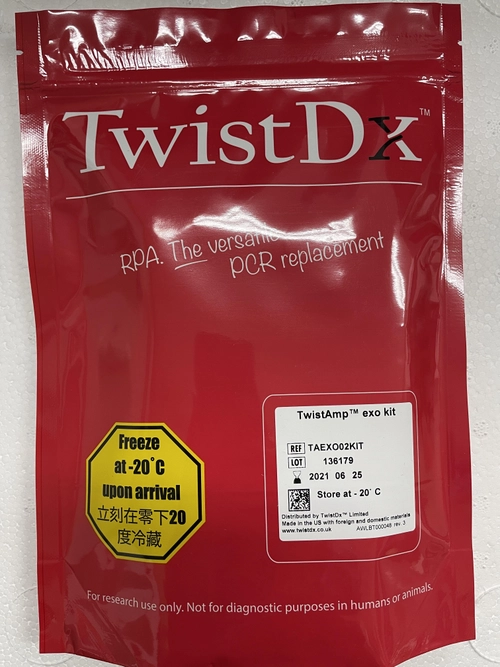 TwistDx™
RPA. The versatile
PCR replacement
TwistAmp™ exo kit
REF TAEXO02KIT
LOT 136179
2021 06 25
Store at - 20° C
Distributed by TwistDx™ Limited
Made in the US with foreign and domestic materials
www.twistdx.co.uk AWLBT000048 rev. 3
Freeze
at -20°C
upon arrival
立刻在零下20
度冷藏
For research use only. Not for diagnostic purposes in humans or animals.